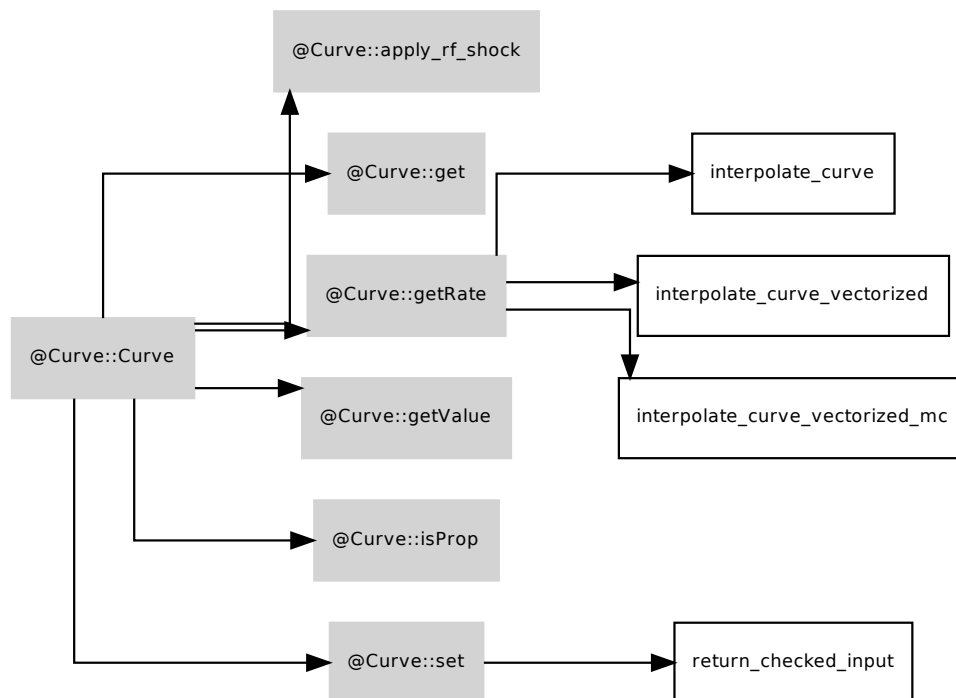 @Curve::apply_rf_shock
@Curve::get
interpolate_curve
@Curve::getRate
interpolate_curve_vectorized
@Curve::Curve
@Curve::getValue
interpolate_curve_vectorized_mc
@Curve::isProp
@Curve::set
return_checked_input